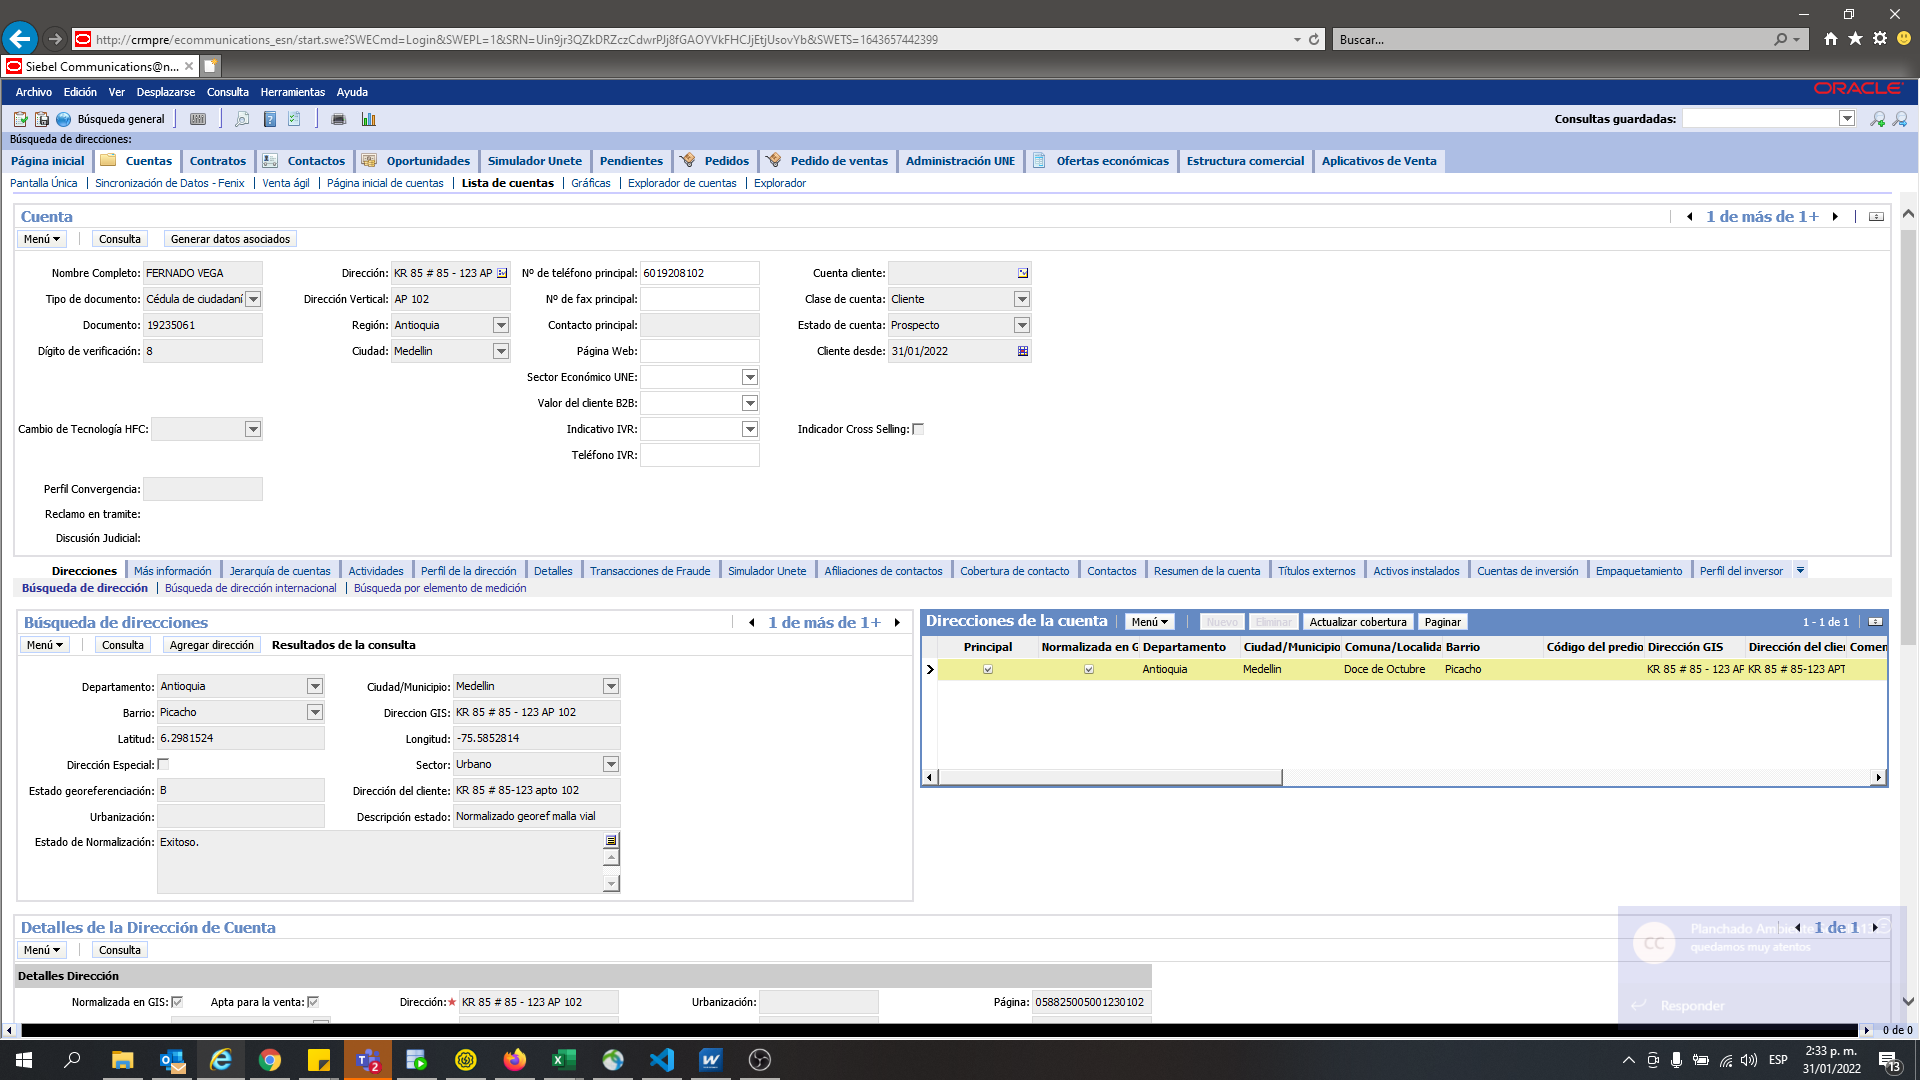 http://crmpre/ecommunications_esn/start.swe?SWECmd=Login&SWEPL=1&SRN=Uin9jr3QZkDRZczCdwrPJj8fGAOYVkFHCJjEtjUsovYb&SWETS=1643657442399
Buscar...
Siebel Communications@n...
Archivo Edición Ver Desplazarse Consulta Herramientas Ayuda
ORACLE
Búsqueda general
Consultas guardadas:
Búsqueda de direcciones:
Página inicial Cuentas Contratos Contactos Oportunidades Simulador Unete Pendientes Pedidos Pedido de ventas Administración UNE Ofertas económicas Estructura comercial Aplicativos de Venta
Pantalla Única Sincronización de Datos - Fenix Venta ágil Página inicial de cuentas Lista de cuentas Gráficas Explorador de cuentas Explorador
Cuenta
1 de más de 1+
Menú Consulta Generar datos asociados
Nombre Completo: FERNADO VEGA Dirección: KR 85 # 85 - 123 AP Nº de teléfono principal: 6019208102 Cuenta cliente:
Tipo de documento: Cédula de ciudadaní Dirección Vertical: AP 102 Nº de fax principal: Clase de cuenta: Cliente
Documento: 19235061 Región: Antioquia Contacto principal: Estado de cuenta: Prospecto
Dígito de verificación: 8 Ciudad: Medellin Página Web: Cliente desde: 31/01/2022
Sector Económico UNE:
Valor del cliente B2B:
Cambio de Tecnología HFC: Indicativo IVR: Indicador Cross Selling:
Teléfono IVR:
Perfil Convergencia:
Reclamo en tramite:
Discusión Judicial:
Direcciones Más información Jerarquía de cuentas Actividades Perfil de la dirección Detalles Transacciones de Fraude Simulador Unete Afiliaciones de contactos Cobertura de contacto Contactos Resumen de la cuenta Títulos externos Activos instalados Cuentas de inversión Empaquetamiento Perfil del inversor
Búsqueda de dirección Búsqueda de dirección internacional Búsqueda por elemento de medición
Búsqueda de direcciones
1 de más de 1+
Menú Consulta Agregar dirección Resultados de la consulta
Departamento: Antioquia Ciudad/Municipio: Medellin
Barrio: Picacho Direccion GIS: KR 85 # 85 - 123 AP 102
Latitud: 6.2981524 Longitud: -75.5852814
Dirección Especial: Sector: Urbano
Estado georeferenciación: B Dirección del cliente: KR 85 # 85-123 apto 102
Urbanización: Descripción estado: Normalizado georef malla vial
Estado de Normalización: Exitoso.
Direcciones de la cuenta Menú Nuevo Eliminar Actualizar cobertura Paginar 1 - 1 de 1
Principal Normalizada en G Departamento Ciudad/Municipio Comuna/Localida Barrio Código del predio Dirección GIS Dirección del clie Comen
Antioquia Medellin Doce de Octubre Picacho KR 85 # 85 - 123 AP KR 85 # 85-123 APT
Detalles de la Dirección de Cuenta
1 de 1
Menú Consulta
Detalles Dirección
Normalizada en GIS: Apta para la venta: Dirección: KR 85 # 85 - 123 AP 102 Urbanización: Página: 058825005001230102
CC
quedamos muy atentos
Responder
0 de 0
2
ESP
2:33 p. m.
31/01/2022
13